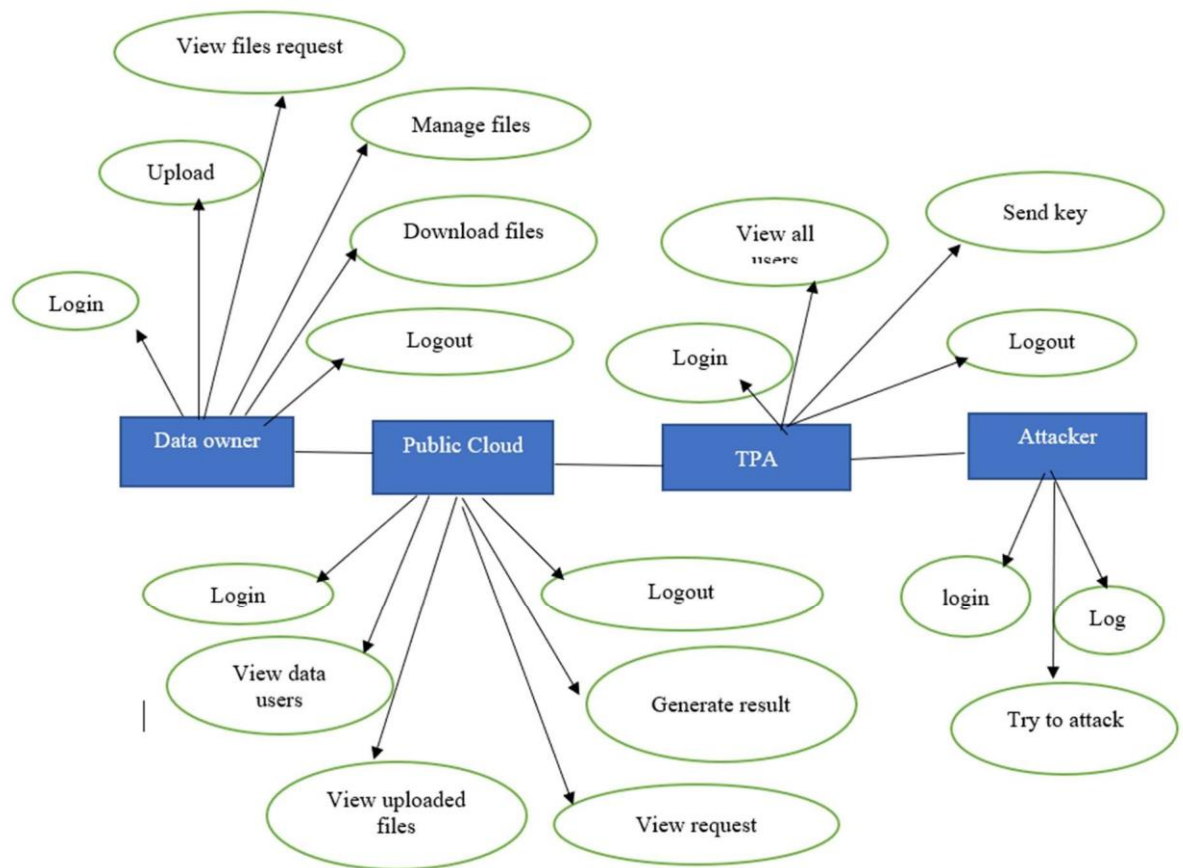 View files request
Manage files
Upload
Send key
Download files
View all
users
Login
Logout
Login
Logout
Data owner
Public Cloud
TPA
Attacker
Login
Logout
login
Log
View data
users
Generate result
Try to attack
View uploaded
files
View request